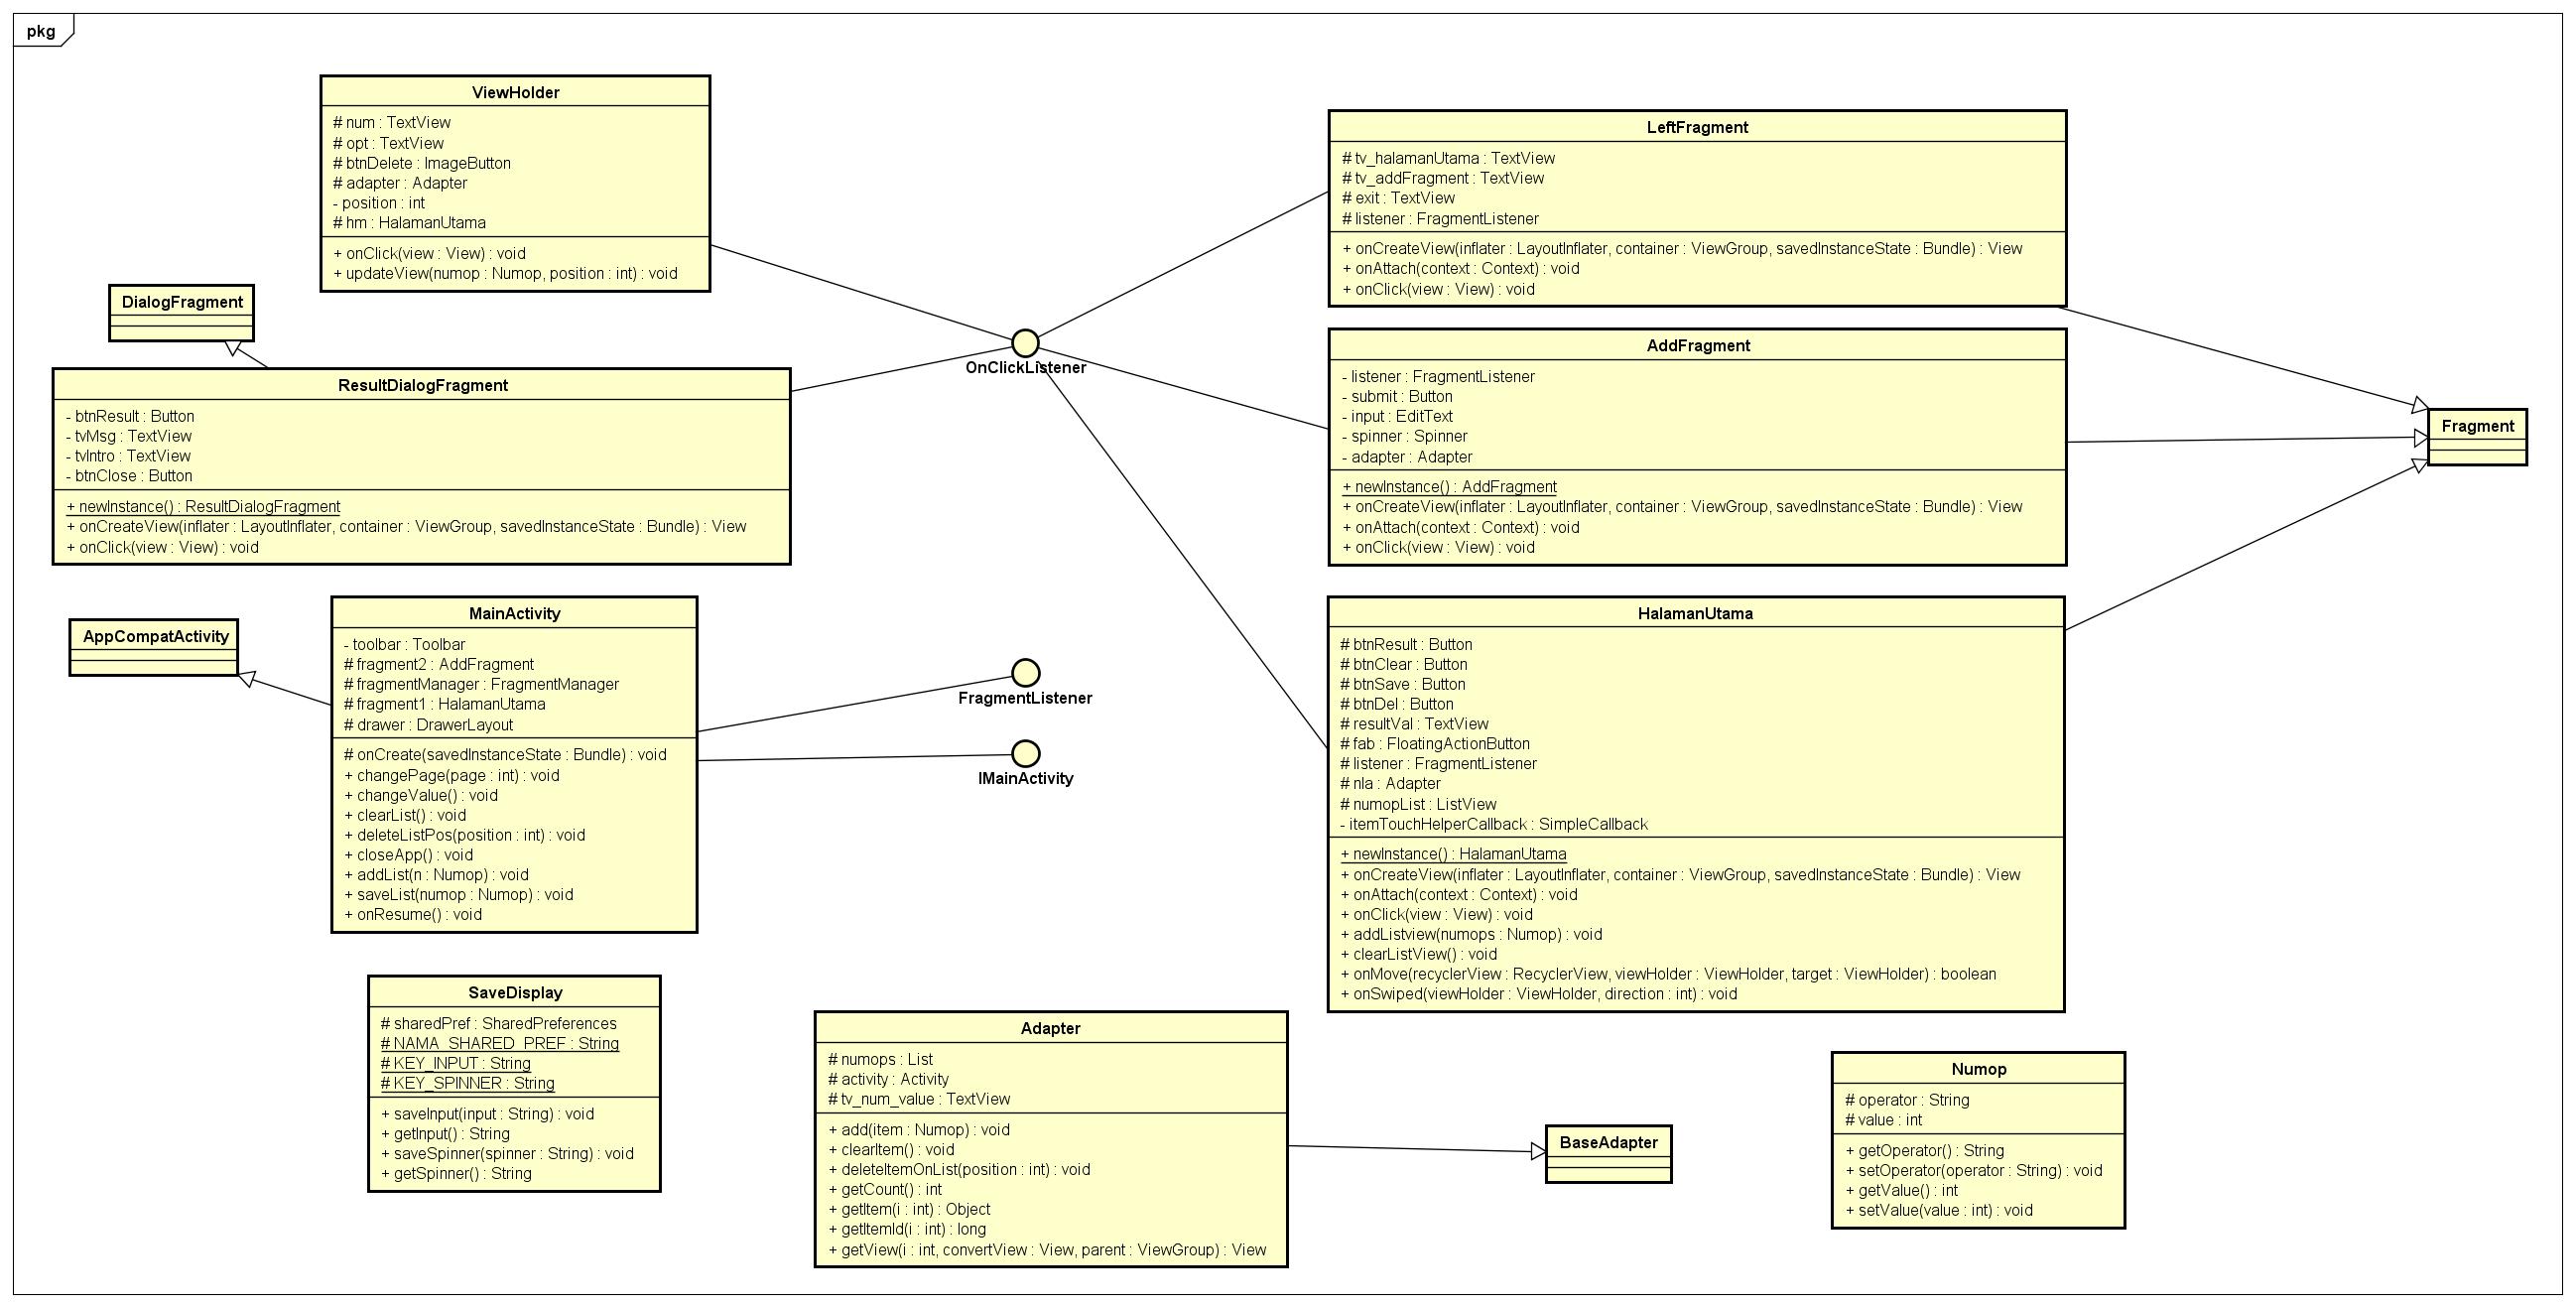 pkg
ViewHolder
# num : TextView
# opt : TextView
# btnDelete : ImageButton
# adapter : Adapter
- position : int
# hm : HalamanUtama
+ onClick(view : View) : void
+ updateView(numop : Numop, position : int) : void
DialogFragment
ResultDialogFragment
- btnResult : Button
- tvMsg : TextView
- tvIntro : TextView
- btnClose : Button
+ newInstance() : ResultDialogFragment
+ onCreateView(inflater : LayoutInflater, container : ViewGroup, savedInstanceState : Bundle) : View
+ onClick(view : View) : void
OnClickListener
LeftFragment
# tv_halamanUtama : TextView
# tv_addFragment : TextView
# exit : TextView
# listener : FragmentListener
+ onCreateView(inflater : LayoutInflater, container : ViewGroup, savedInstanceState : Bundle) : View
+ onAttach(context : Context) : void
+ onClick(view : View) : void
AddFragment
- listener : FragmentListener
- submit : Button
- input : EditText
- spinner : Spinner
- adapter : Adapter
+ newInstance() : AddFragment
+ onCreateView(inflater : LayoutInflater, container : ViewGroup, savedInstanceState : Bundle) : View
+ onAttach(context : Context) : void
+ onClick(view : View) : void
Fragment
AppCompatActivity
MainActivity
- toolbar : Toolbar
# fragment2 : AddFragment
# fragmentManager : FragmentManager
# fragment1 : HalamanUtama
# drawer : DrawerLayout
# onCreate(savedInstanceState : Bundle) : void
+ changePage(page : int) : void
+ changeValue() : void
+ clearList() : void
+ deleteListPos(position : int) : void
+ closeApp() : void
+ addList(n : Numop) : void
+ saveList(numop : Numop) : void
+ onResume() : void
FragmentListener
IMainActivity
HalamanUtama
# btnResult : Button
# btnClear : Button
# btnSave : Button
# btnDel : Button
# resultVal : TextView
# fab : FloatingActionButton
# listener : FragmentListener
# nla : Adapter
# numopList : ListView
- itemTouchHelperCallback : SimpleCallback
+ newInstance() : HalamanUtama
+ onCreateView(inflater : LayoutInflater, container : ViewGroup, savedInstanceState : Bundle) : View
+ onAttach(context : Context) : void
+ onClick(view : View) : void
+ addListview(numops : Numop) : void
+ clearListView() : void
+ onMove(recyclerView : RecyclerView, viewHolder : ViewHolder, target : ViewHolder) : boolean
+ onSwiped(viewHolder : ViewHolder, direction : int) : void
SaveDisplay
# sharedPref : SharedPreferences
# NAMA_SHARED_PREF : String
# KEY_INPUT : String
# KEY_SPINNER : String
+ saveInput(input : String) : void
+ getInput() : String
+ saveSpinner(spinner : String) : void
+ getSpinner() : String
Adapter
# numops : List
# activity : Activity
# tv_num_value : TextView
+ add(item : Numop) : void
+ clearItem() : void
+ deleteItemOnList(position : int) : void
+ getCount() : int
+ getItem(i : int) : Object
+ getItemId(i : int) : long
+ getView(i : int, convertView : View, parent : ViewGroup) : View
BaseAdapter
Numop
# operator : String
# value : int
+ getOperator() : String
+ setOperator(operator : String) : void
+ getValue() : int
+ setValue(value : int) : void